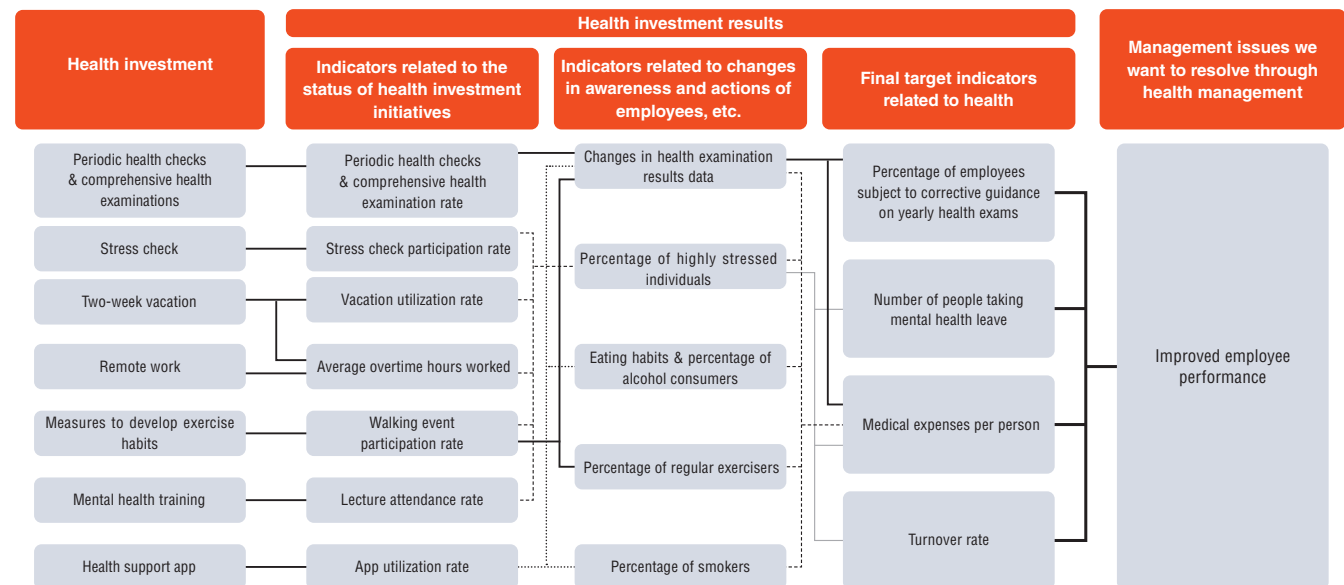 Health investment
Health investment results
Indicators related to the
status of health investment
initiatives
Indicators related to changes
in awareness and actions of
employees, etc.
Final target indicators
related to health
Management issues we
want to resolve through
health management
Periodic health checks
& comprehensive health
examinations
Stress check
Two-week vacation
Remote work
Measures to develop exercise
habits
Mental health training
Health support app
Periodic health checks
& comprehensive health
examination rate
Stress check participation rate
Vacation utilization rate
Average overtime hours worked
Walking event
participation rate
Lecture attendance rate
App utilization rate
Changes in health examination
results data
Percentage of highly stressed
individuals
Eating habits & percentage of
alcohol consumers
Percentage of regular exercisers
Percentage of smokers
Percentage of employees
subject to corrective guidance
on yearly health exams
Number of people taking
mental health leave
Medical expenses per person
Turnover rate
Improved employee
performance